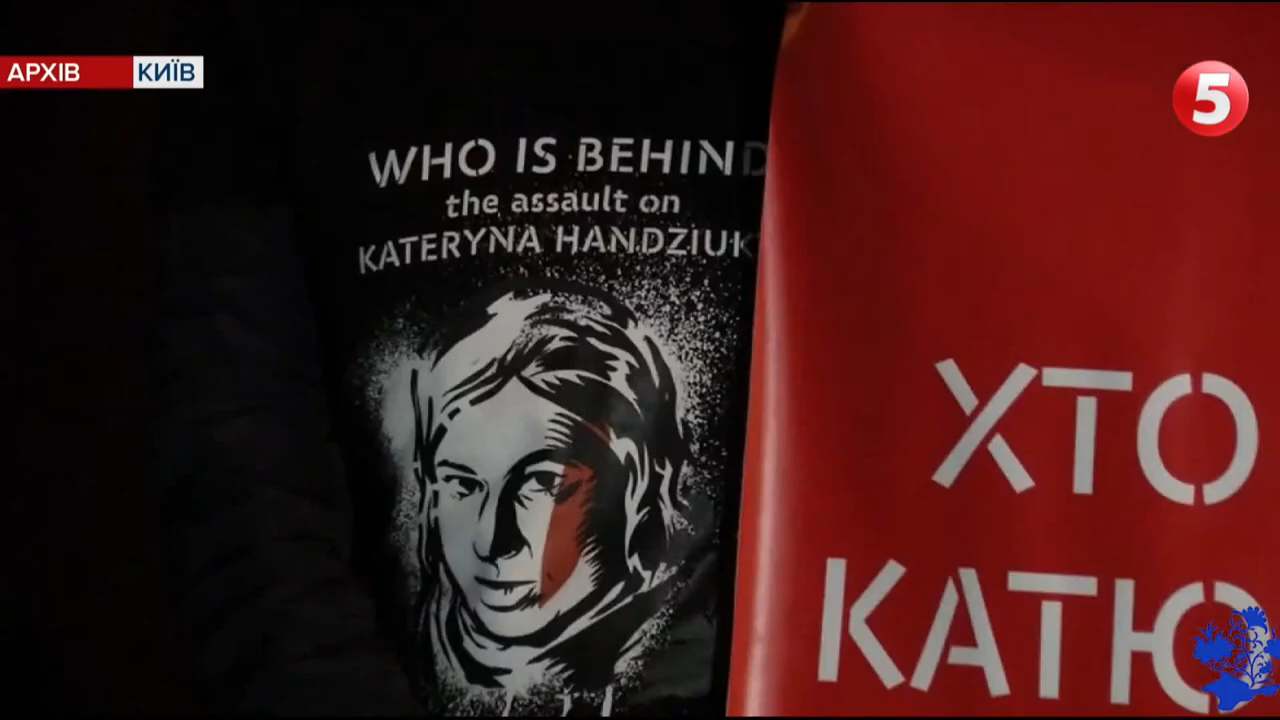 АРХІВ КИЇВ
5
WHO IS BEHIND
the assault on
KATERYNA HANDZIUK
ХТО
КАТЮ